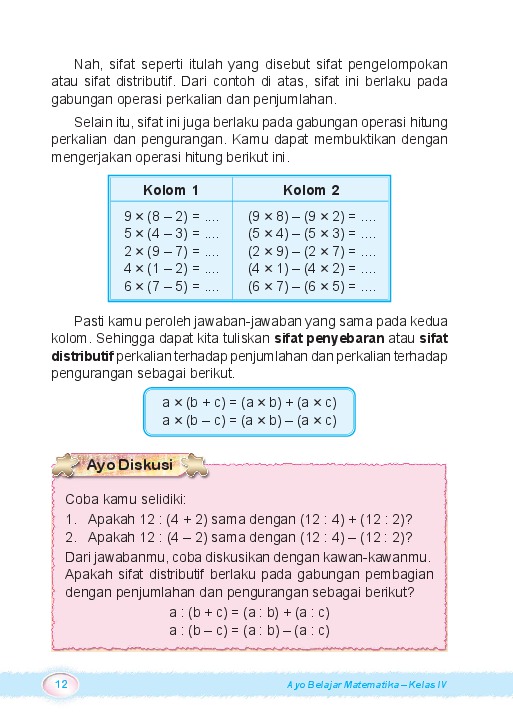 Nah, sifat seperti itulah yang disebut sifat pengelompokan
atau sifat distributif. Dari contoh di atas, sifat ini berlaku pada
gabungan operasi perkalian dan penjumlahan.
Selain itu, sifat ini juga berlaku pada gabungan operasi hitung
perkalian dan pengurangan. Kamu dapat membuktikan dengan
mengerjakan operasi hitung berikut ini.
Kolom 1 Kolom 2
9 × (8 – 2) = .... (9 × 8) – (9 × 2) = ....
5 × (4 – 3) = .... (5 × 4) – (5 × 3) = ....
2 × (9 – 7) = .... (2 × 9) – (2 × 7) = ....
4 × (1 – 2) = .... (4 × 1) – (4 × 2) = ....
6 × (7 – 5) = .... (6 × 7) – (6 × 5) = ....
Pasti kamu peroleh jawaban-jawaban yang sama pada kedua
kolom. Sehingga dapat kita tuliskan sifat penyebaran atau sifat
distributif perkalian terhadap penjumlahan dan perkalian terhadap
pengurangan sebagai berikut.
a × (b + c) = (a × b) + (a × c)
a × (b – c) = (a × b) – (a × c)
Ayo Diskusi
Coba kamu selidiki:
1. Apakah 12 : (4 + 2) sama dengan (12 : 4) + (12 : 2)?
2. Apakah 12 : (4 – 2) sama dengan (12 : 4) – (12 : 2)?
Dari jawabanmu, coba diskusikan dengan kawan-kawanmu.
Apakah sifat distributif berlaku pada gabungan pembagian
dengan penjumlahan dan pengurangan sebagai berikut?
a : (b + c) = (a : b) + (a : c)
a : (b – c) = (a : b) – (a : c)
12 Ayo Belajar Matematika – Kelas IV